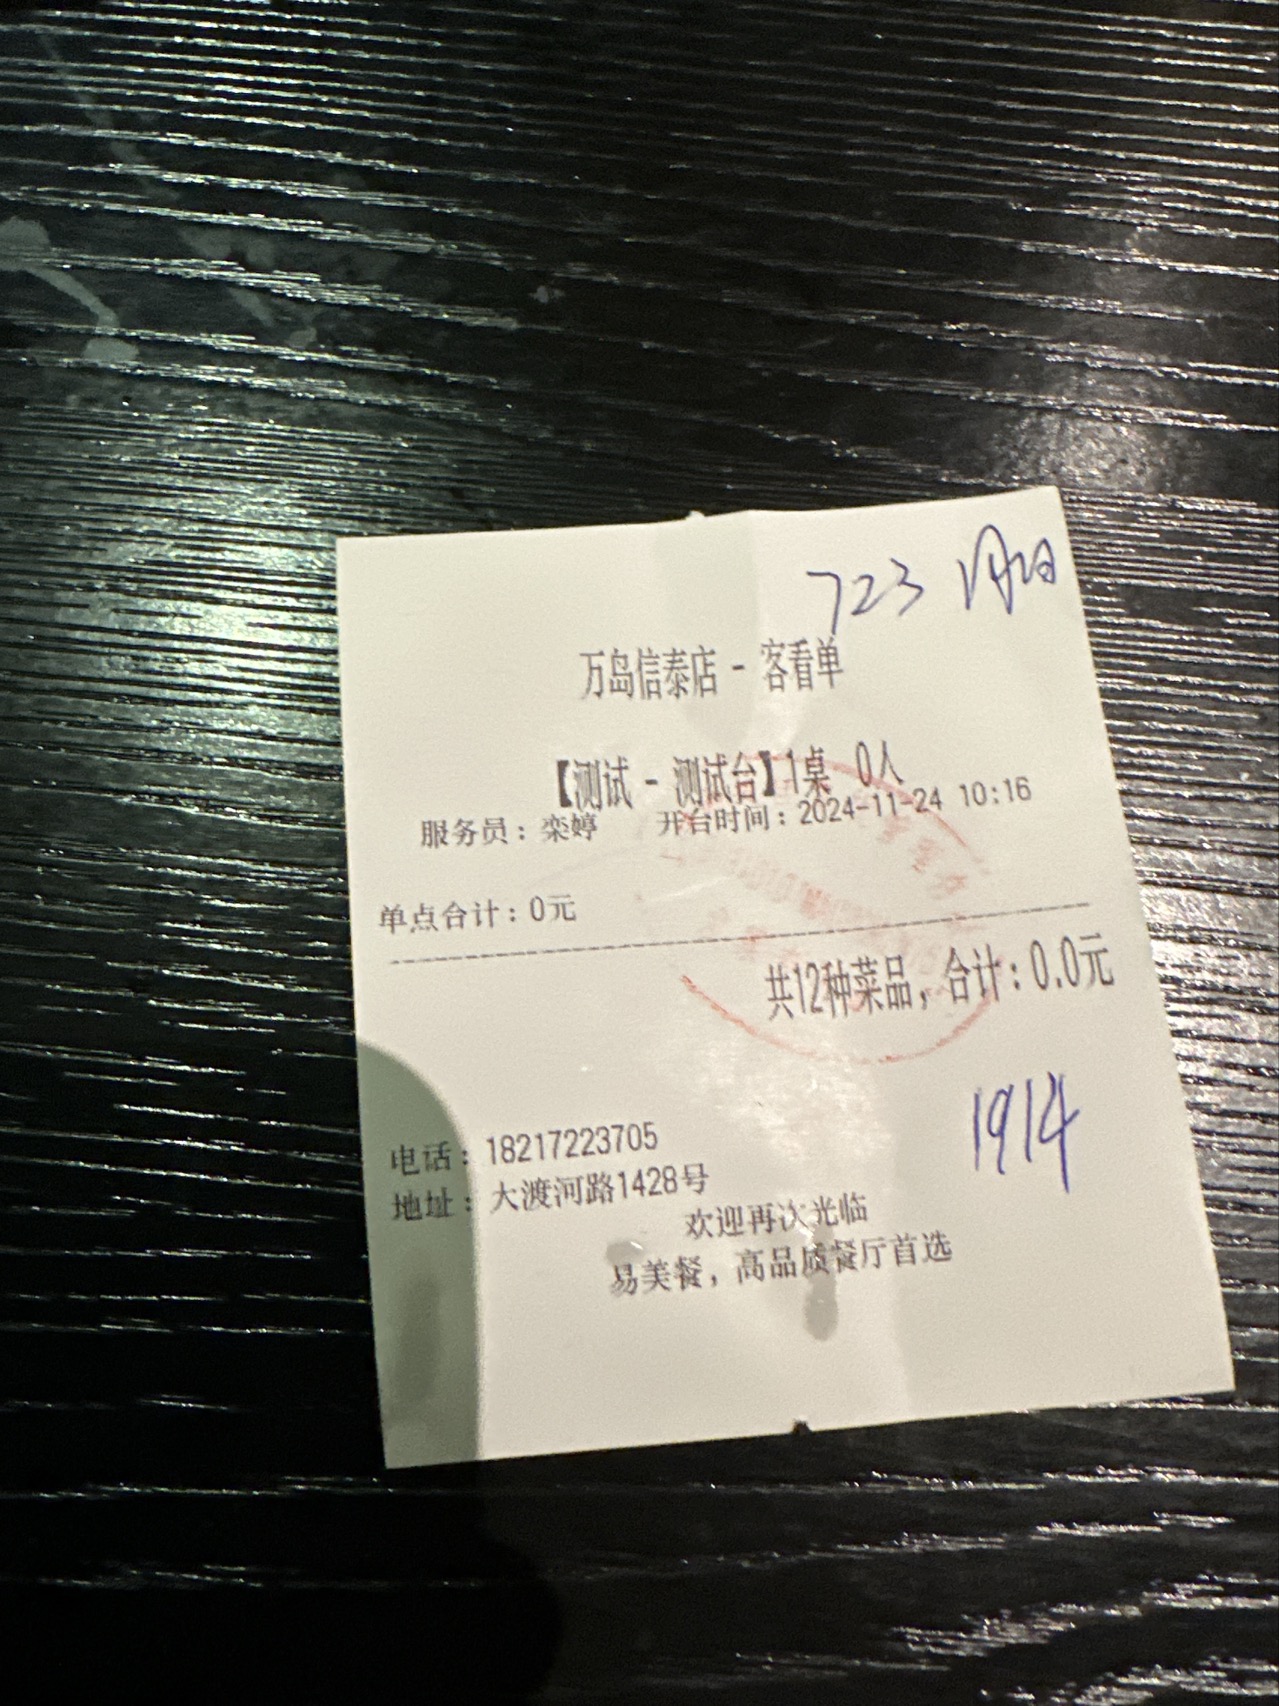 723
万岛信泰店 - 客看单
【测试 - 测试台】1桌 0人
服务员:栾婷 开台时间:2024-11-24 10:16
单点合计:0元
共12种菜品, 合计:0.0元
1914
电话:18217223705
地址:大渡河路1428号
欢迎再次光临
易美餐, 高品质餐厅首选